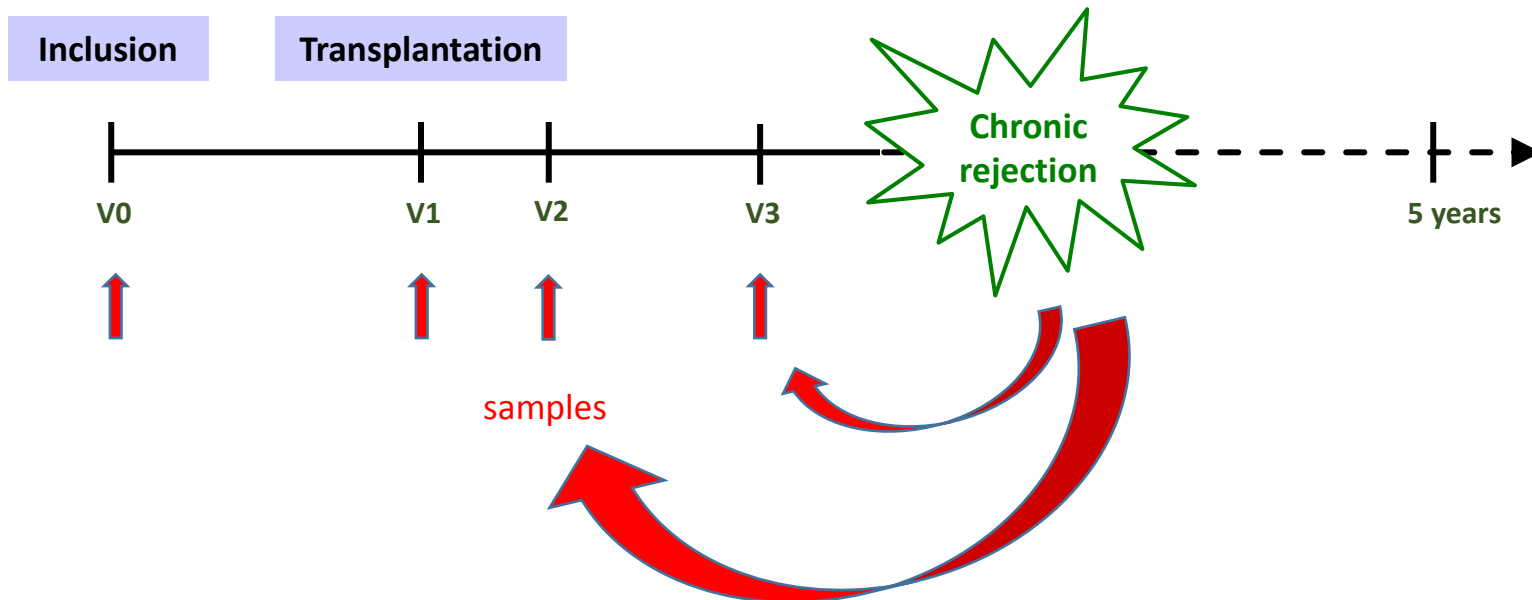 Inclusion
Transplantation
Chronic
rejection
V0
V1
V2
V3
5 years
samples